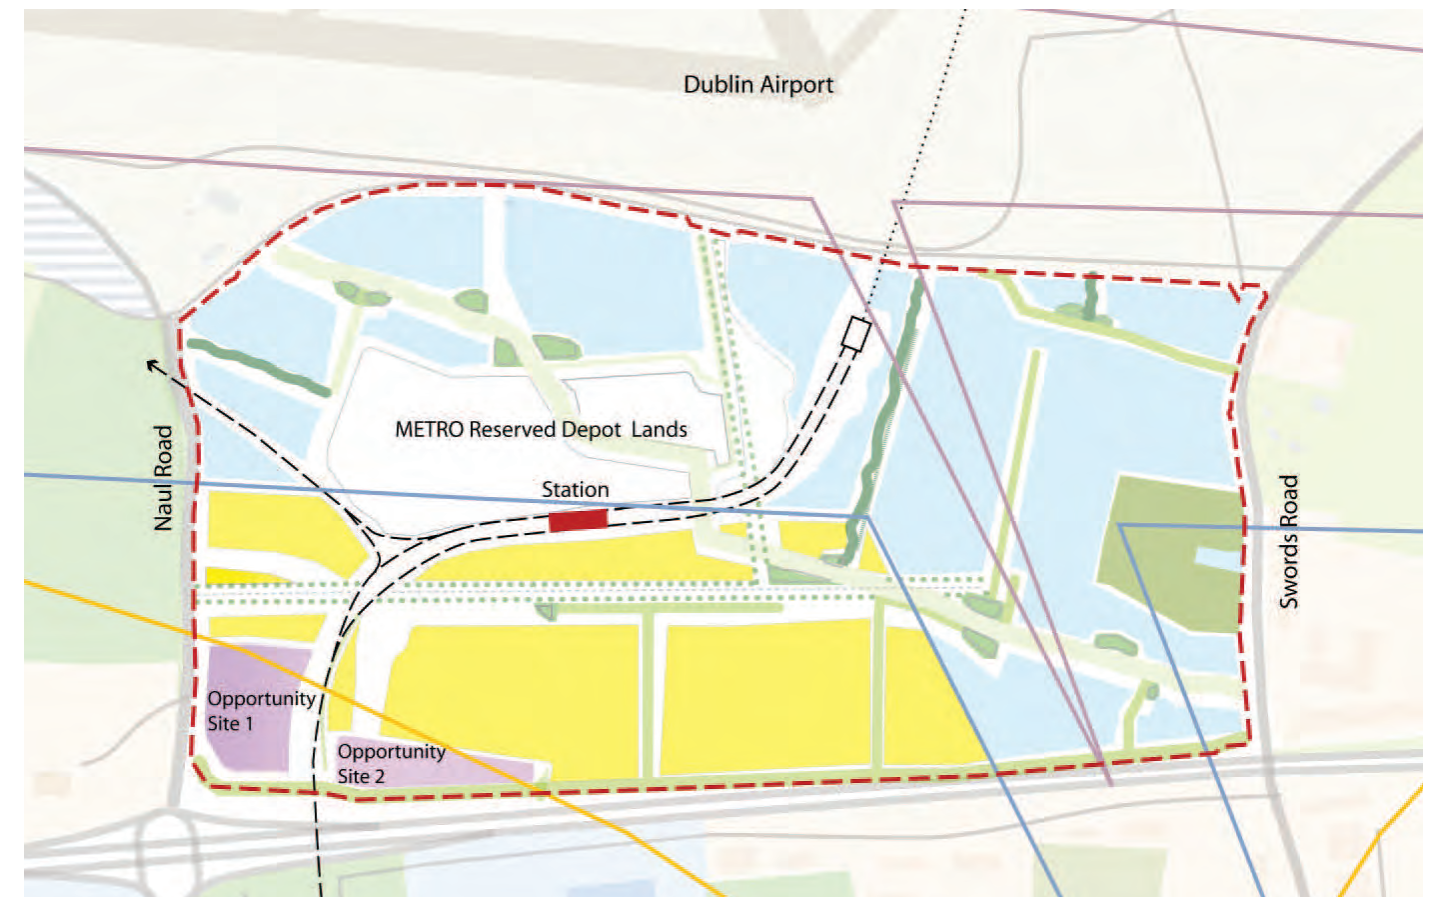 Dublin Airport
METRO Reserved Depot Lands
Naul Road
Station
Swords Road
Opportunity
Site 1
Opportunity
Site 2